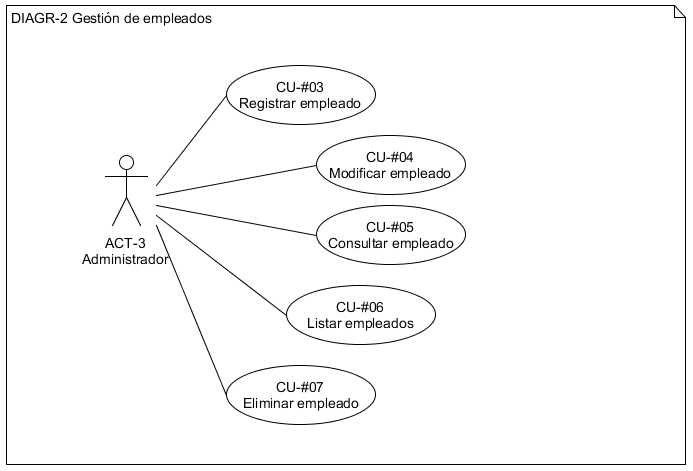 DIAGR-2 Gestión de empleados
CU-#03
Registrar empleado
CU-#04
Modificar empleado
ACT-3
Administrador
CU-#05
Consultar empleado
CU-#06
Listar empleados
CU-#07
Eliminar empleado